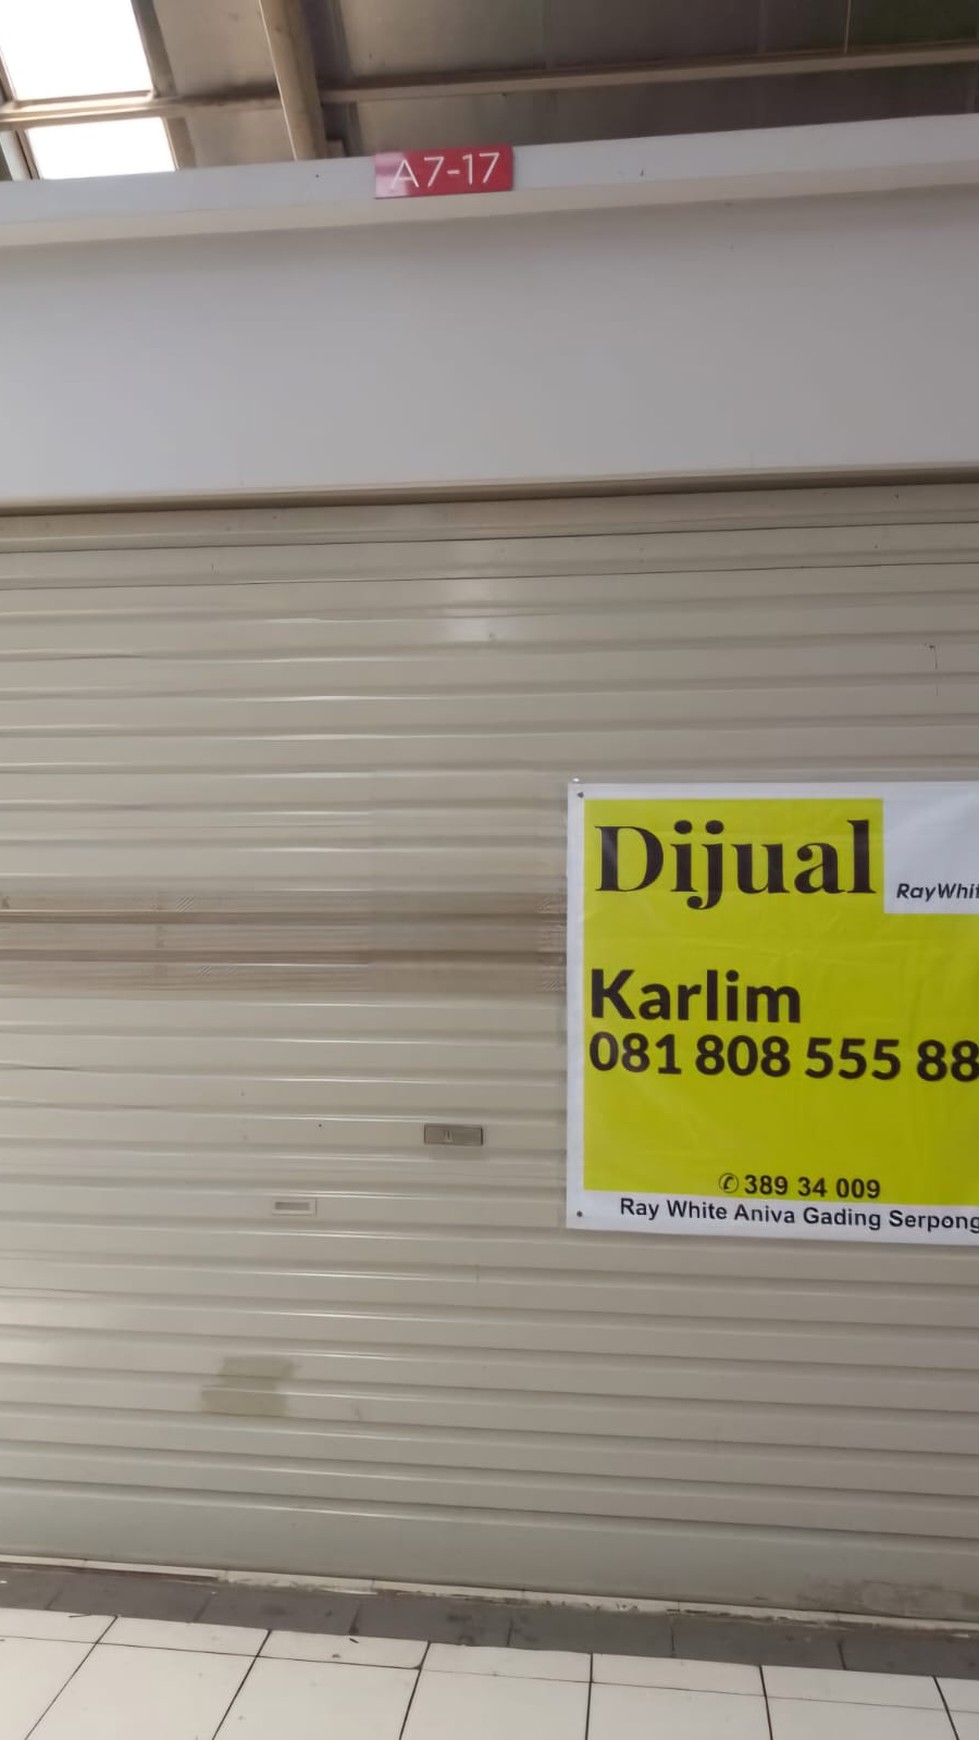 A7-17
Dijual
RayWhit
Karlim
081 808 555 88
✆ 389 34 009
Ray White Aniva Gading Serpong